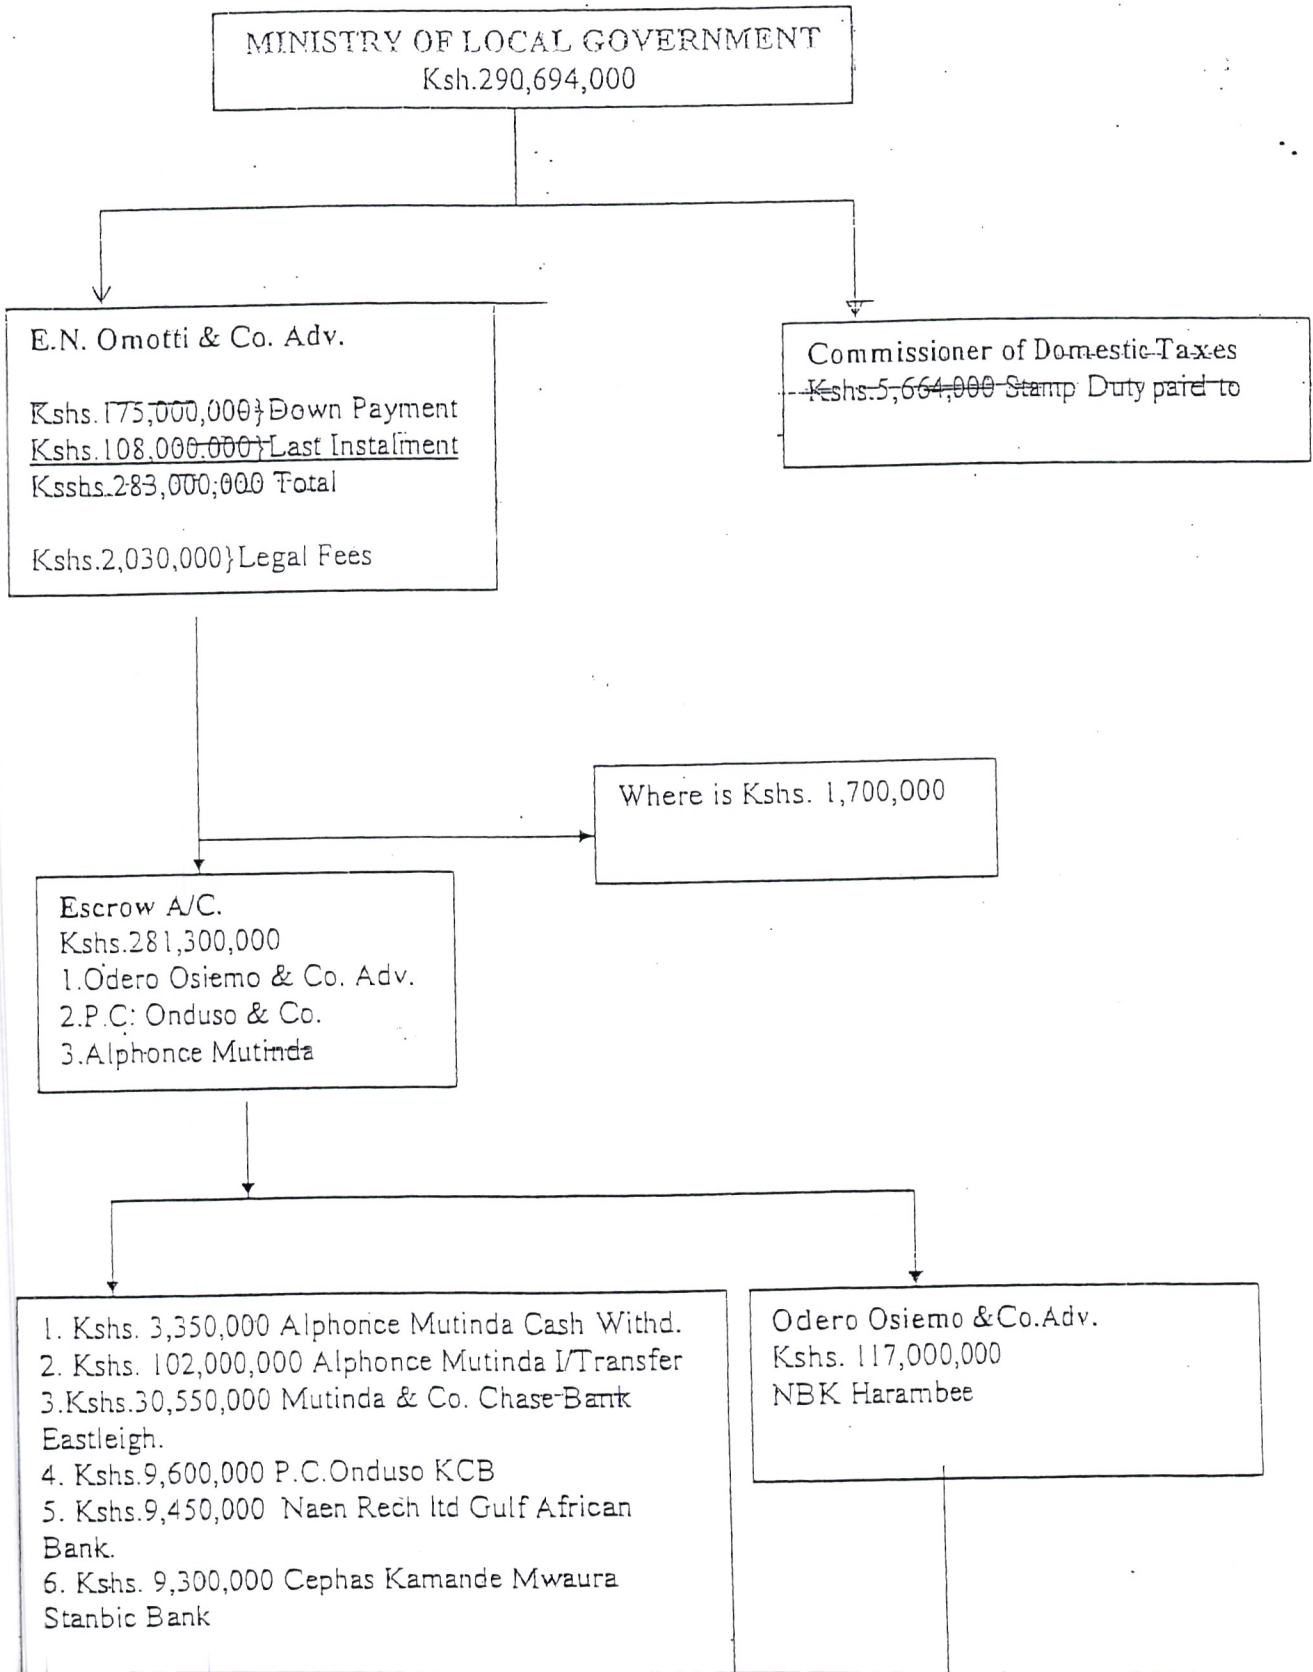 MINISTRY OF LOCAL GOVERNMENT
Ksh.290,694,000
E.N. Omotti & Co. Adv.
Kshs.175,000,000}Down Payment
Kshs.108,000.000}Last Instalment
Ksshs.283,000,000 Total
Kshs.2,030,000}Legal Fees
Commissioner of Domestic Taxes
Kshs.5,664,000 Stamp Duty paid to
Where is Kshs. 1,700,000
Escrow A/C.
Kshs.281,300,000
1.Odero Osiemo & Co. Adv.
2.P.C. Onduso & Co.
3.Alphonce Mutinda
1. Kshs. 3,350,000 Alphonce Mutinda Cash Withd.
2. Kshs. 102,000,000 Alphonce Mutinda I/Transfer
3.Kshs.30,550,000 Mutinda & Co. Chase Bank
Eastleigh.
4. Kshs.9,600,000 P.C.Onduso KCB
5. Kshs.9,450,000 Naen Rech ltd Gulf African
Bank.
6. Kshs. 9,300,000 Cephas Kamande Mwaura
Stanbic Bank
Odero Osiemo &Co.Adv.
Kshs. 117,000,000
NBK Harambee